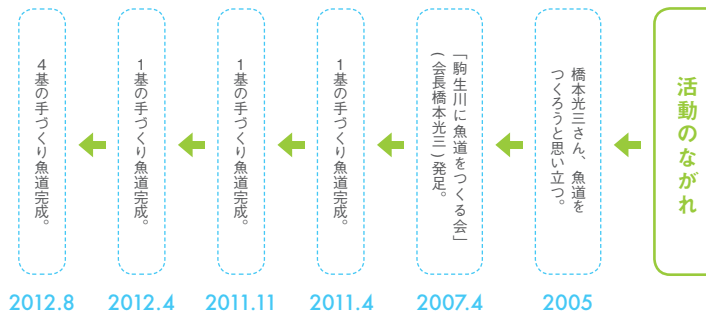 活動のながれ
橋本光三さん、魚道を
つくろうと思い立つ。
2005
「駒生川に魚道をつくる会」
(会長橋本光三)発足。
2007.4
1基の手づくり魚道完成。
2011.4
1基の手づくり魚道完成。
2011.11
1基の手づくり魚道完成。
2012.4
4基の手づくり魚道完成。
2012.8